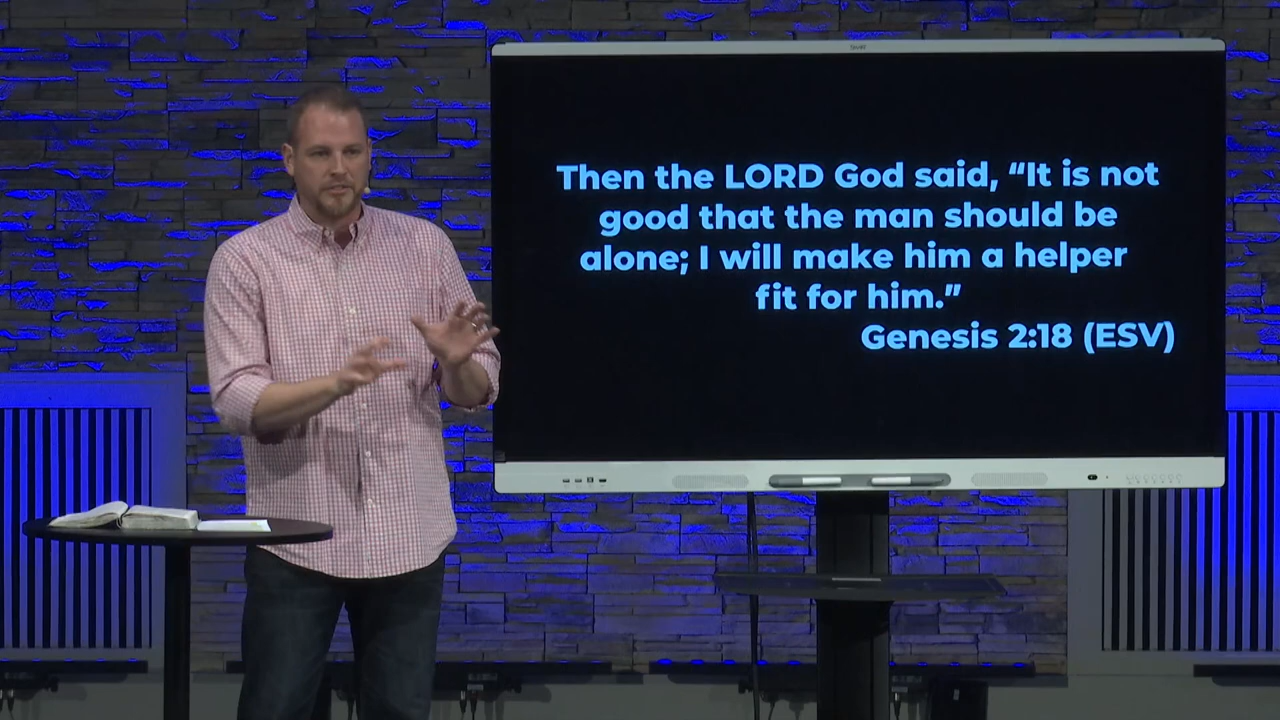 Then the LORD God said, “It is not
good that the man should be
alone; I will make him a helper
fit for him.”
Genesis 2:18 (ESV)